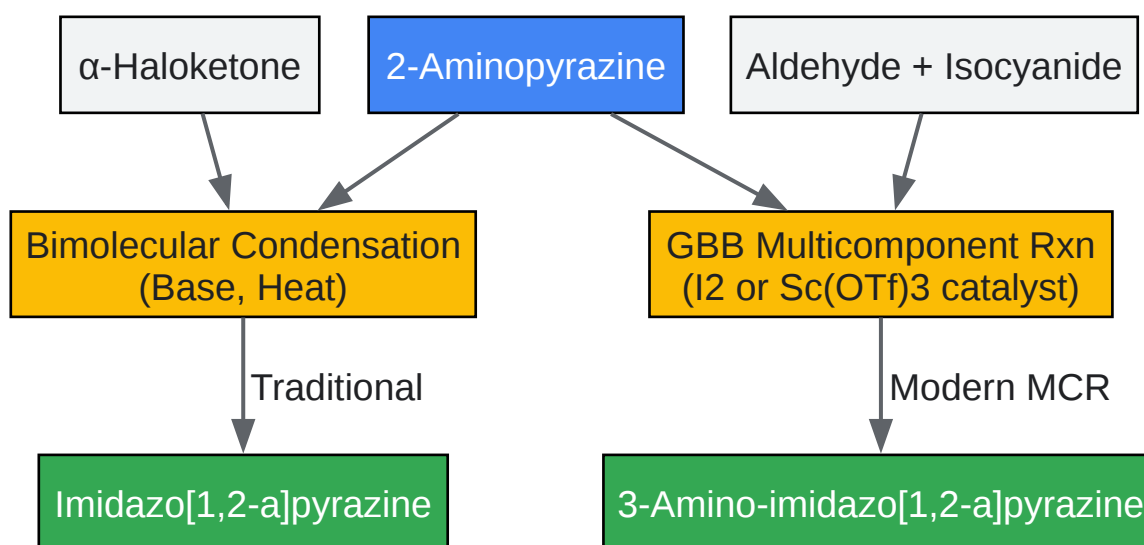 α-Haloketone
2-Aminopyrazine
Aldehyde + Isocyanide
Bimolecular Condensation
(Base, Heat)
GBB Multicomponent Rxn
(I2 or Sc(OTf)3 catalyst)
Traditional
Modern MCR
Imidazo[1,2-a]pyrazine
3-Amino-imidazo[1,2-a]pyrazine